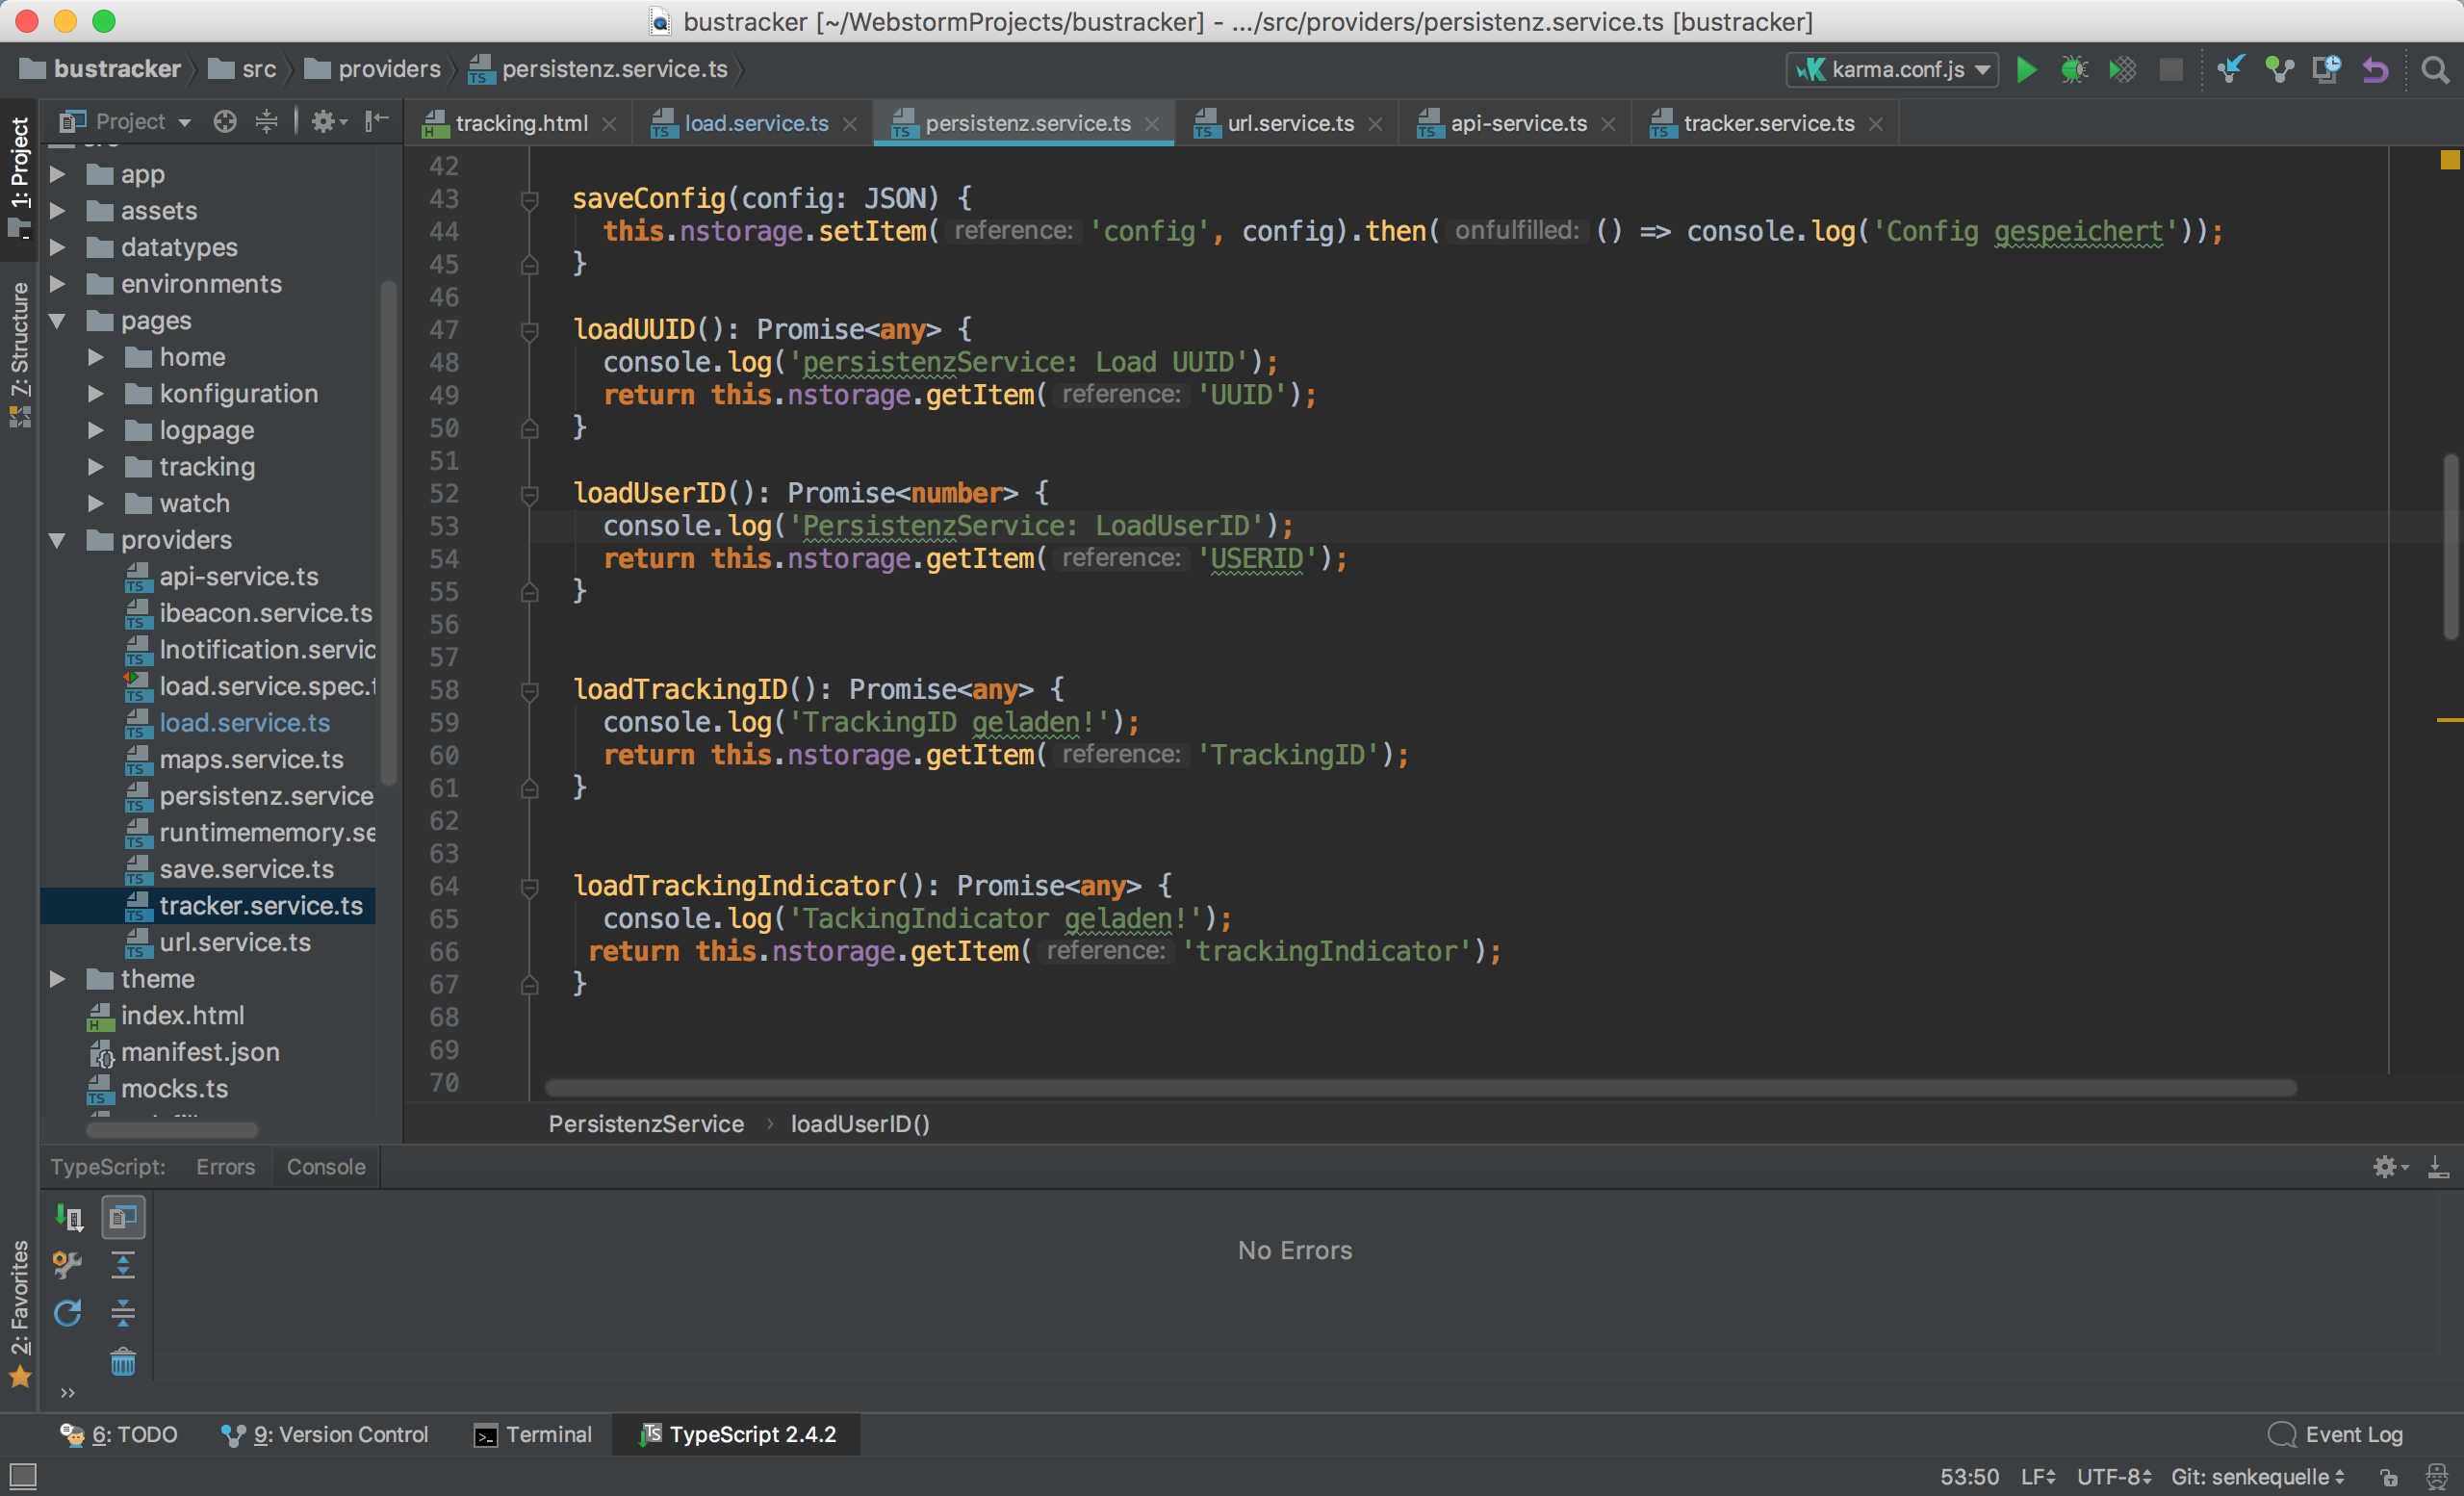 bustracker [~/WebstormProjects/bustracker] - .../src/providers/persistenz.service.ts [bustracker]
bustracker src providers persistenz.service.ts karma.conf.js
1: Project
7: Structure
2: Favorites
Project
app
assets
datatypes
environments
pages
home
konfiguration
logpage
tracking
watch
providers
api-service.ts
ibeacon.service.ts
lnotification.servic
load.service.spec.t
load.service.ts
maps.service.ts
persistenz.service
runtimememory.se
save.service.ts
tracker.service.ts
url.service.ts
theme
index.html
manifest.json
mocks.ts
tracking.html load.service.ts persistenz.service.ts url.service.ts api-service.ts tracker.service.ts
42
43 saveConfig(config: JSON) {
44 this.nstorage.setItem( reference: 'config', config).then( onfulfilled: () => console.log('Config gespeichert'));
45 }
46
47 loadUUID(): Promise<any> {
48 console.log('persistenzService: Load UUID');
49 return this.nstorage.getItem( reference: 'UUID');
50 }
51
52 loadUserID(): Promise<number> {
53 console.log('PersistenzService: LoadUserID');
54 return this.nstorage.getItem( reference: 'USERID');
55 }
56
57
58 loadTrackingID(): Promise<any> {
59 console.log('TrackingID geladen!');
60 return this.nstorage.getItem( reference: 'TrackingID');
61 }
62
63
64 loadTrackingIndicator(): Promise<any> {
65 console.log('TackingIndicator geladen!');
66 return this.nstorage.getItem( reference: 'trackingIndicator');
67 }
68
69
70
PersistenzService › loadUserID()
TypeScript: Errors Console
No Errors
6: TODO 9: Version Control Terminal TypeScript 2.4.2 Event Log
53:50 LF UTF-8 Git: senkequelle